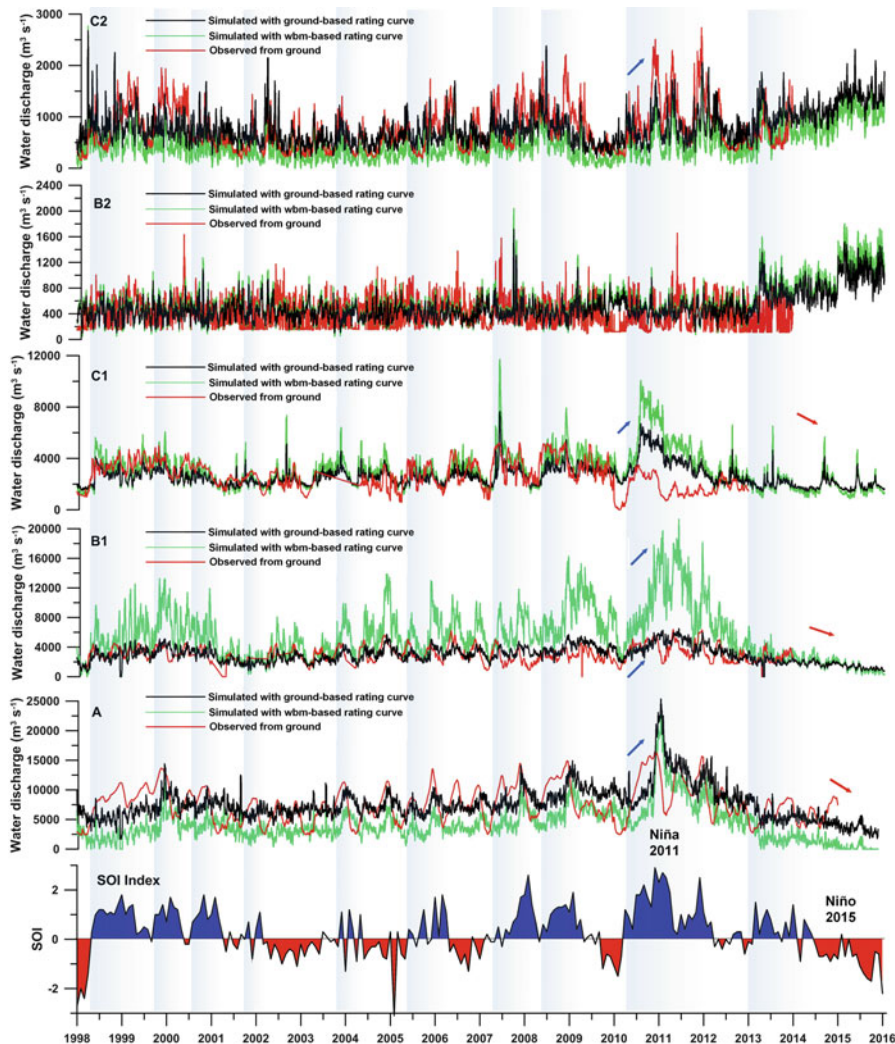 3000
C2
Simulated with ground-based rating curve
Simulated with wbm-based rating curve
Observed from ground
2000
1000
0
Water discharge (m³ s⁻¹)
2400
B2
Simulated with ground-based rating curve
Simulated with wbm-based rating curve
Observed from ground
2000
1600
1200
800
400
0
Water discharge (m³ s⁻¹)
12000
C1
Simulated with ground-based rating curve
Simulated with wbm-based rating curve
Observed from ground
8000
4000
0
Water discharge (m³ s⁻¹)
20000
B1
Simulated with ground-based rating curve
Simulated with wbm-based rating curve
Observed from ground
16000
12000
8000
4000
0
Water discharge (m³ s⁻¹)
25000
A
Simulated with ground-based rating curve
Simulated with wbm-based rating curve
Observed from ground
20000
15000
10000
5000
0
Water discharge (m³ s⁻¹)
Niña
2011
SOI Index
Niño
2015
2
0
-2
SOI
1998 1999 2000 2001 2002 2003 2004 2005 2006 2007 2008 2009 2010 2011 2012 2013 2014 2015 2016